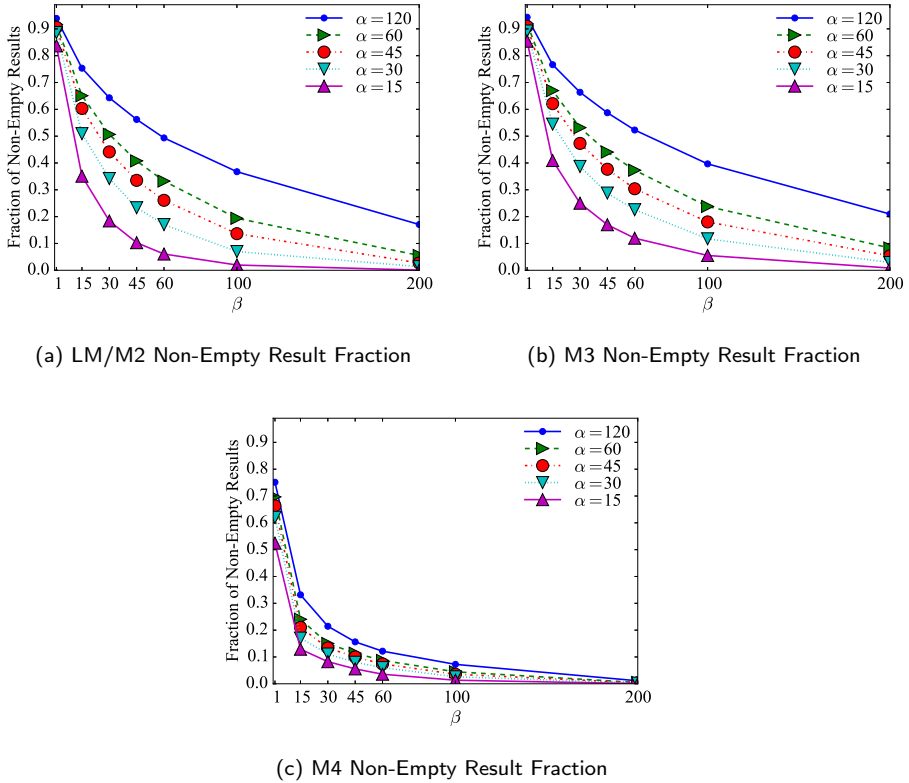 Fraction of Non-Empty Results
0.9
0.8
0.7
0.6
0.5
0.4
0.3
0.2
0.1
0.0
1 15 30 45 60 100 200
β
α=120
α=60
α=45
α=30
α=15
(a) LM/M2 Non-Empty Result Fraction
Fraction of Non-Empty Results
0.9
0.8
0.7
0.6
0.5
0.4
0.3
0.2
0.1
0.0
1 15 30 45 60 100 200
β
α=120
α=60
α=45
α=30
α=15
(b) M3 Non-Empty Result Fraction
Fraction of Non-Empty Results
0.9
0.8
0.7
0.6
0.5
0.4
0.3
0.2
0.1
0.0
1 15 30 45 60 100 200
β
α=120
α=60
α=45
α=30
α=15
(c) M4 Non-Empty Result Fraction